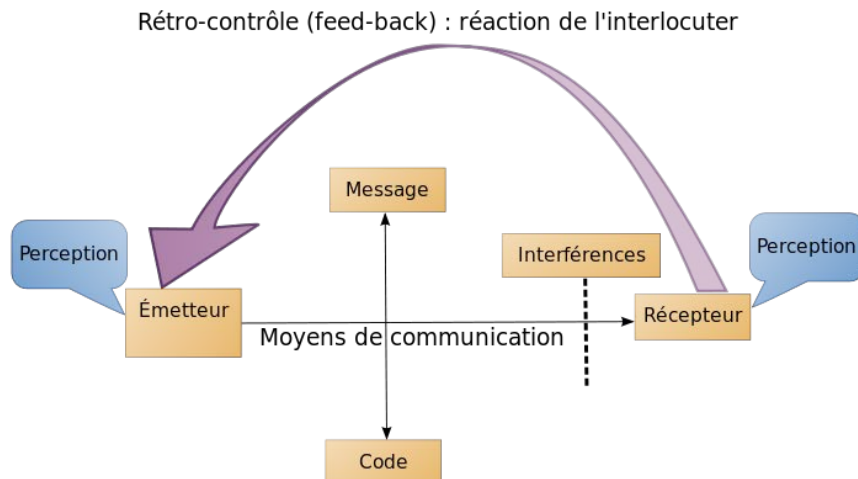 Rétro-contrôle (feed-back) : réaction de l'interlocuter
Message
Perception
Interférences
Perception
Émetteur
Récepteur
Moyens de communication
Code